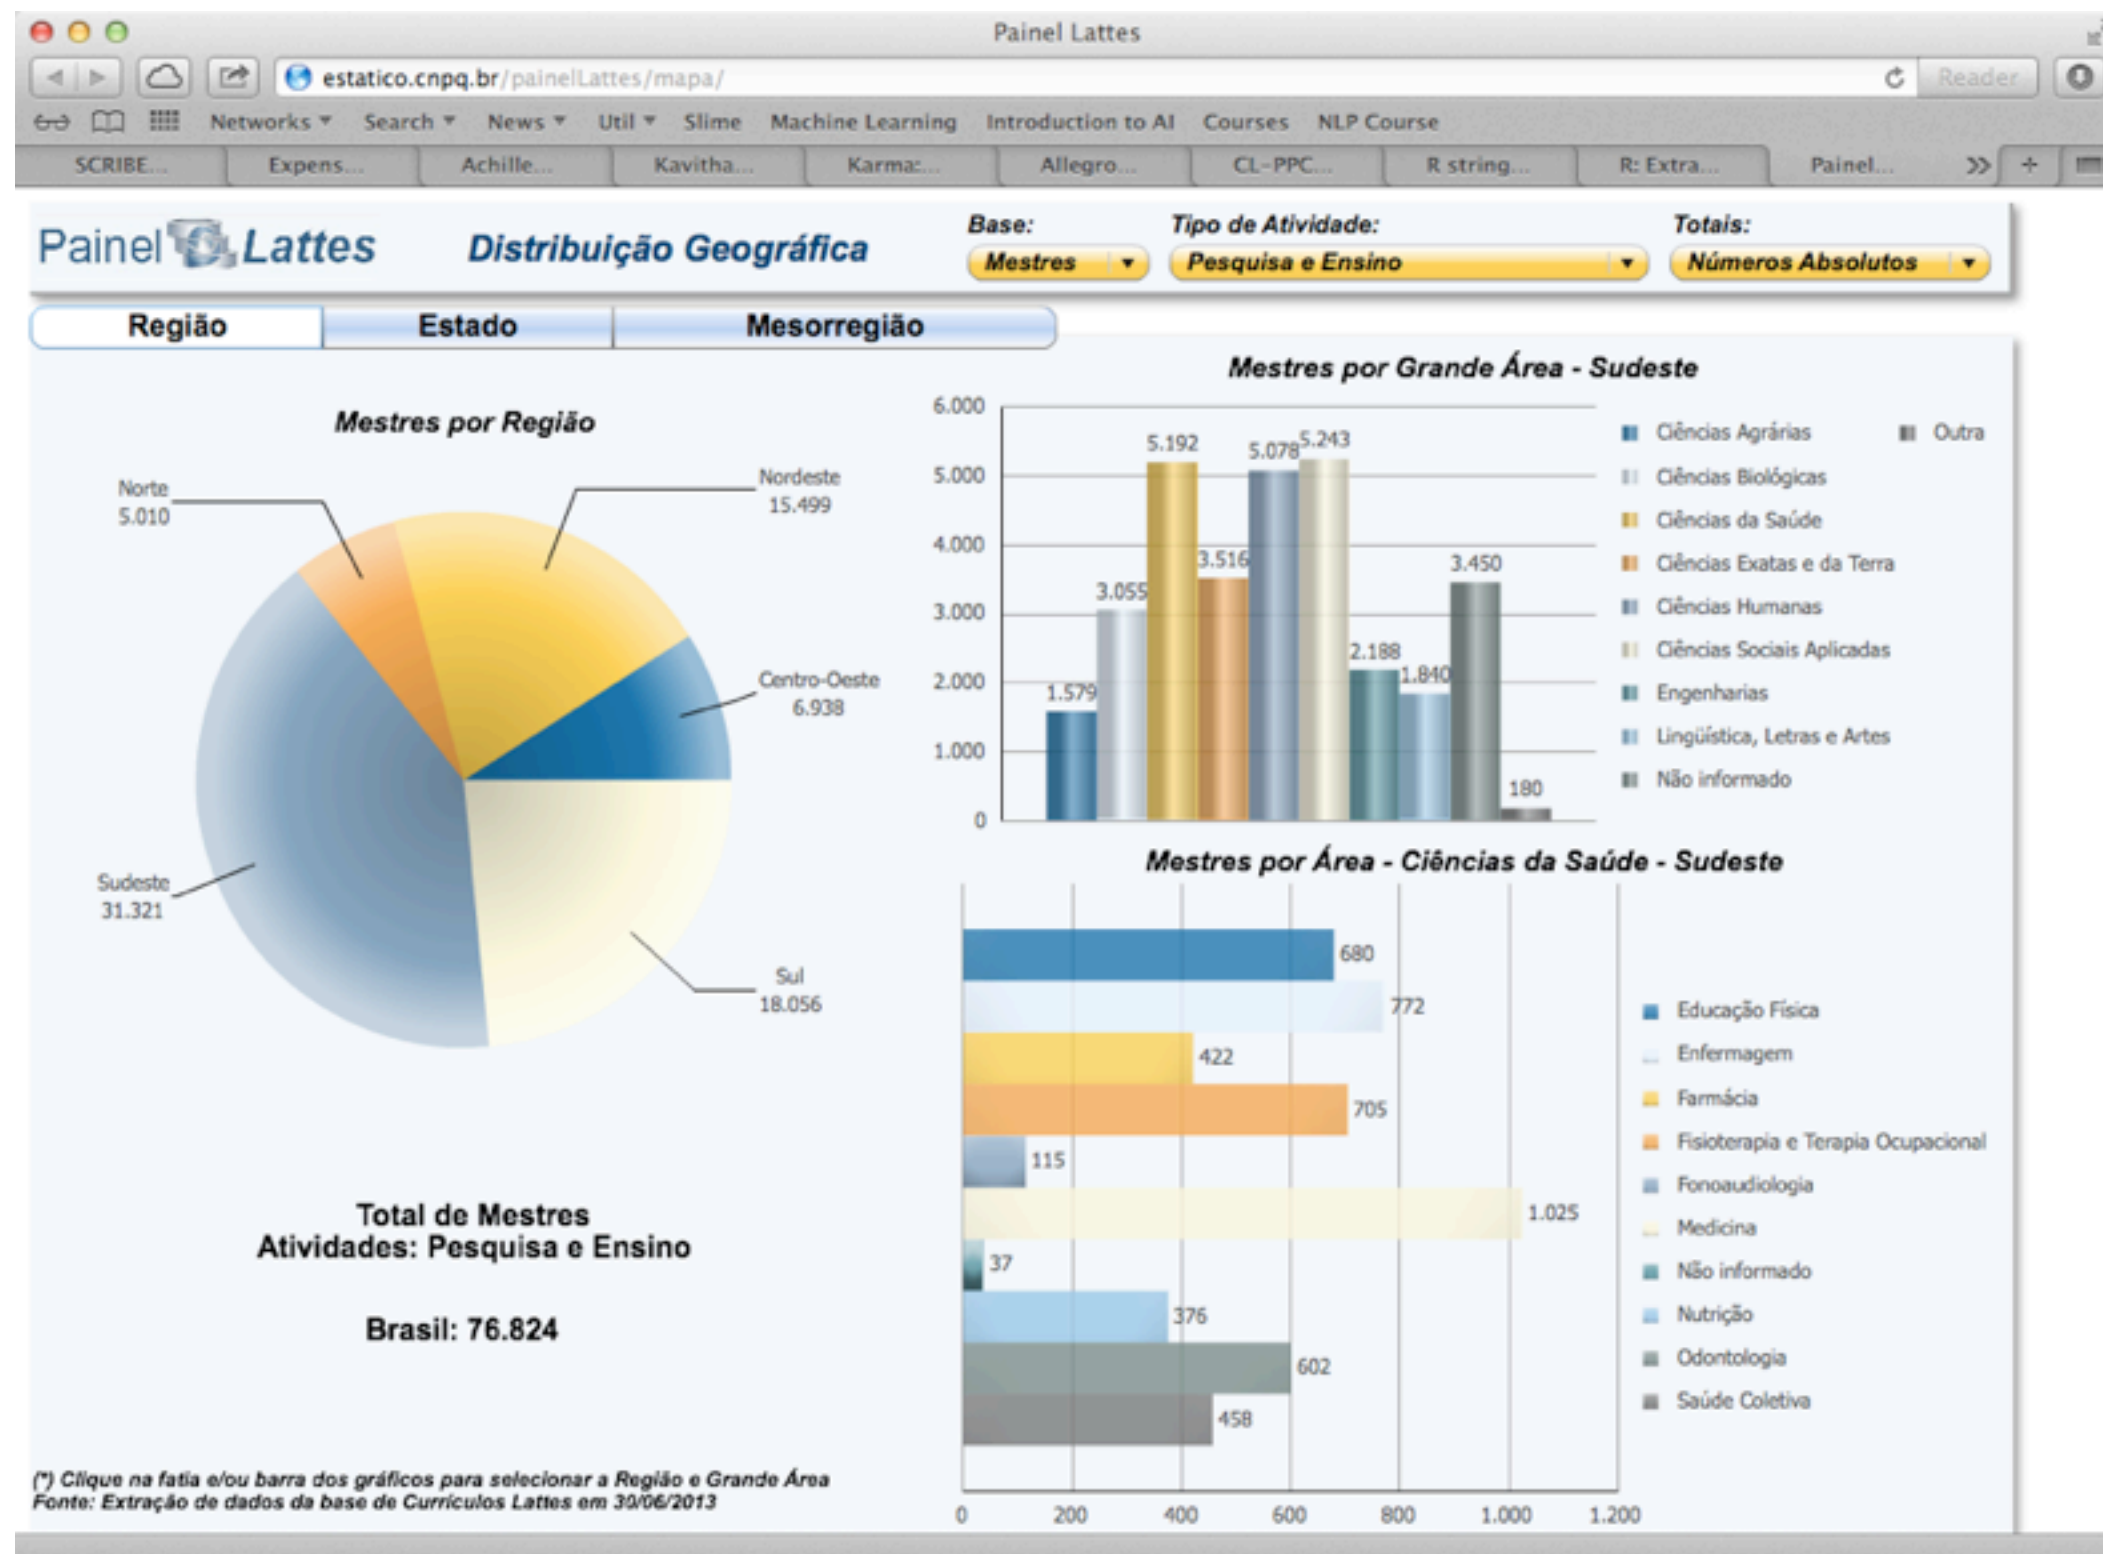 Painel Lattes
estatico.cnpq.br/painelLattes/mapa/
Reader
Networks Search News Util Slime Machine Learning Introduction to AI Courses NLP Course
SCRIBE... Expens... Achille... Kavitha... Karma:... Allegro... CL-PPC... R string... R: Extra... Painel...
Painel Lattes
Distribuição Geográfica
Base:
Mestres
Tipo de Atividade:
Pesquisa e Ensino
Totais:
Números Absolutos
Região Estado Mesorregião
Mestres por Região
Norte
5.010
Nordeste
15.499
Centro-Oeste
6.938
Sudeste
31.321
Sul
18.056
Total de Mestres
Atividades: Pesquisa e Ensino
Brasil: 76.824
(*) Clique na fatia e/ou barra dos gráficos para selecionar a Região e Grande Área
Fonte: Extração de dados da base de Currículos Lattes em 30/06/2013
Mestres por Grande Área - Sudeste
6.000
5.000
4.000
3.000
2.000
1.000
0
1.579
3.055
5.192
3.516
5.078
5.243
2.188
1.840
3.450
180
Ciências Agrárias
Ciências Biológicas
Ciências da Saúde
Ciências Exatas e da Terra
Ciências Humanas
Ciências Sociais Aplicadas
Engenharias
Lingüística, Letras e Artes
Não informado
Outra
Mestres por Área - Ciências da Saúde - Sudeste
680
772
422
705
115
1.025
37
376
602
458
0 200 400 600 800 1.000 1.200
Educação Física
Enfermagem
Farmácia
Fisioterapia e Terapia Ocupacional
Fonoaudiologia
Medicina
Não informado
Nutrição
Odontologia
Saúde Coletiva